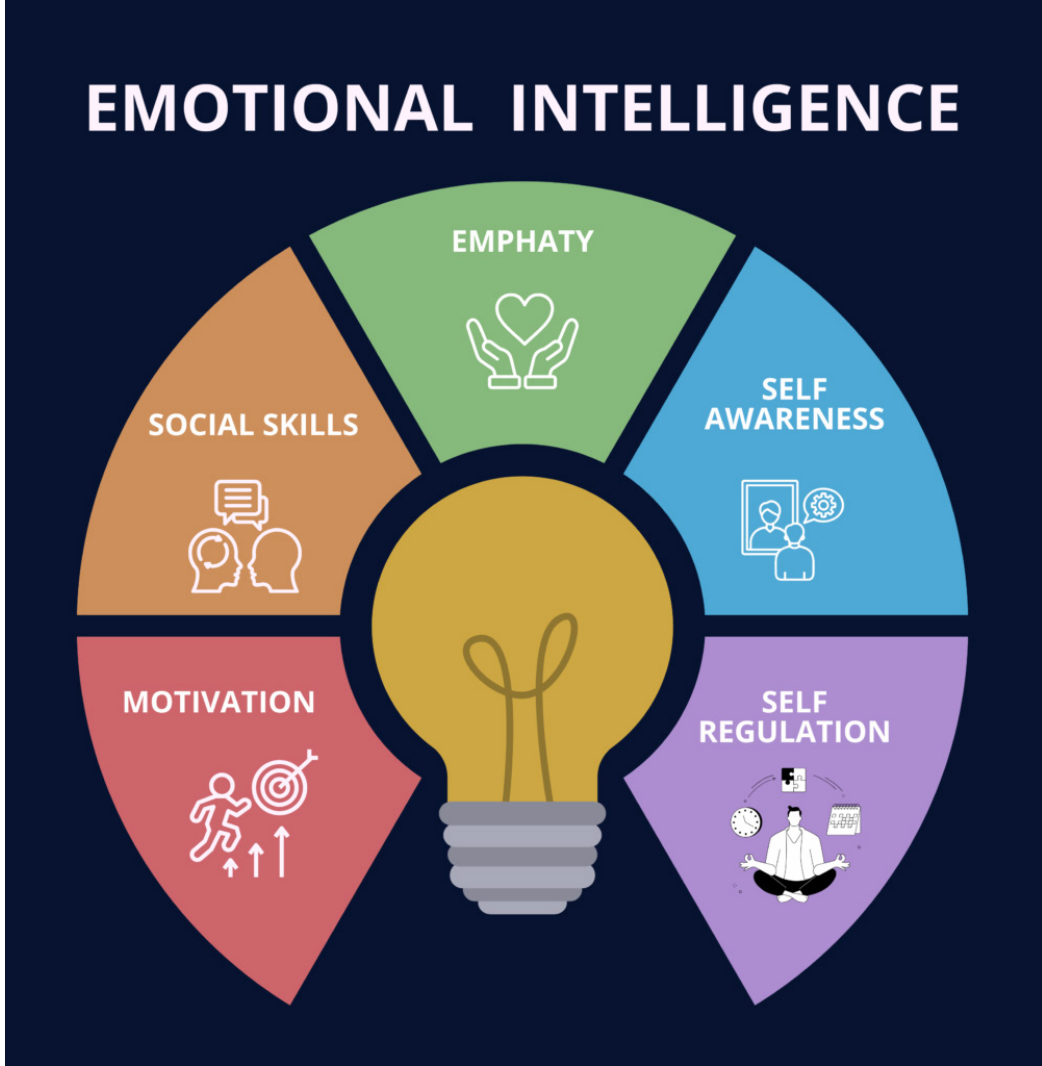 EMOTIONAL INTELLIGENCE
EMPHATY
SELF
AWARENESS
SOCIAL SKILLS
MOTIVATION
SELF
REGULATION